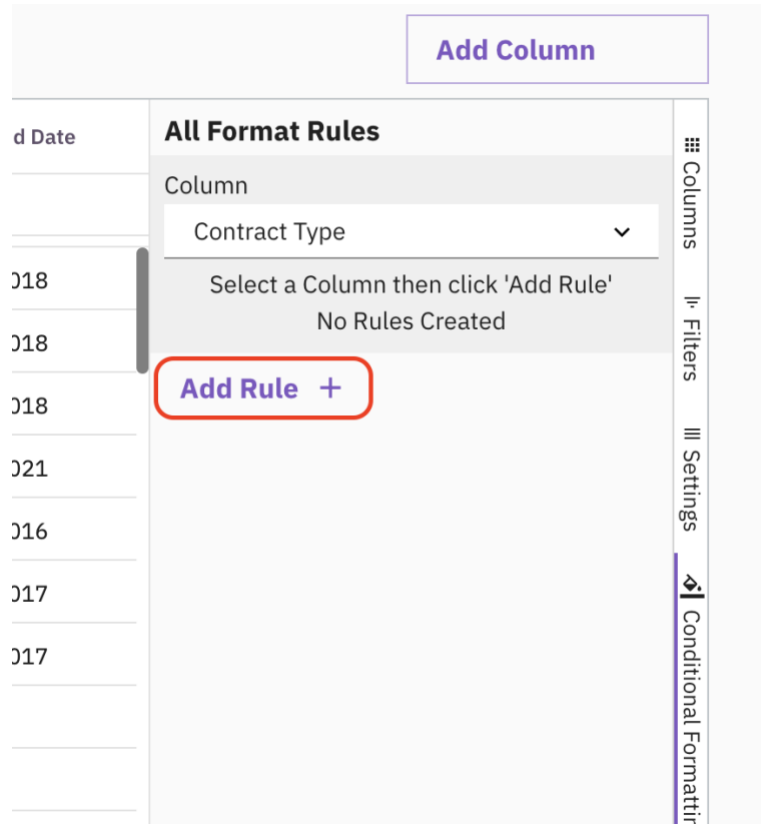 Add Column
d Date
All Format Rules
Column
Contract Type
Select a Column then click 'Add Rule'
No Rules Created
Add Rule +
018
018
018
021
016
017
017
Columns
Filters
Settings
Conditional Formattin